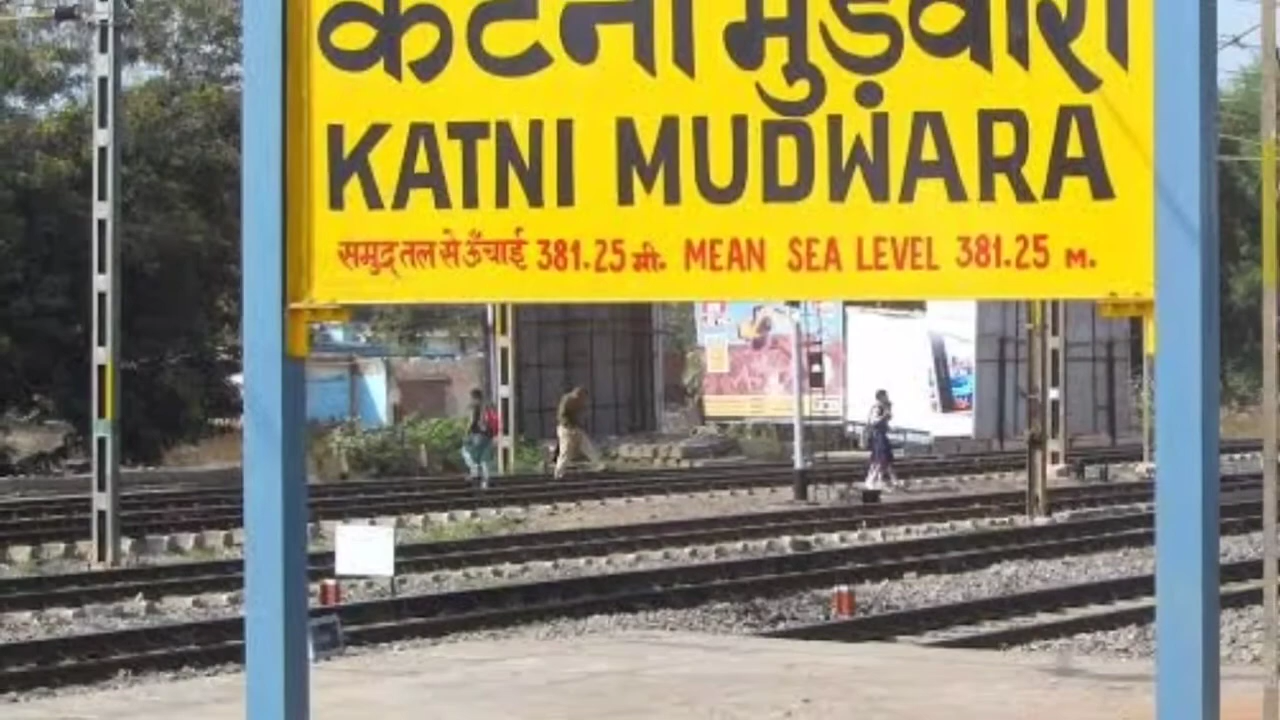 कटनी मुड़वारा
KATNI MUDWARA
समुद्र तल से ऊँचाई 381.25 मी. MEAN SEA LEVEL 381.25 M.